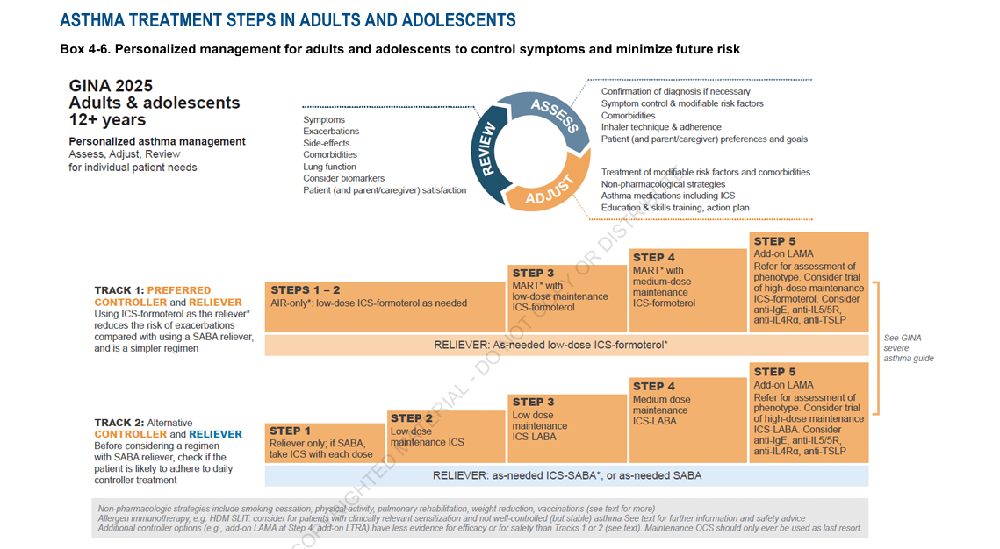 ASTHMA TREATMENT STEPS IN ADULTS AND ADOLESCENTS
Box 4-6. Personalized management for adults and adolescents to control symptoms and minimize future risk
GINA 2025
Adults & adolescents
12+ years
Personalized asthma management
Assess, Adjust, Review
for individual patient needs
Symptoms
Exacerbations
Side-effects
Comorbidities
Lung function
Consider biomarkers
Patient (and parent/caregiver) satisfaction
REVIEW
ASSESS
ADJUST
Confirmation of diagnosis if necessary
Symptom control & modifiable risk factors
Comorbidities
Inhaler technique & adherence
Patient (and parent/caregiver) preferences and goals
Treatment of modifiable risk factors and comorbidities
Non-pharmacological strategies
Asthma medications including ICS
Education & skills training, action plan
TRACK 1: PREFERRED
CONTROLLER and RELIEVER
Using ICS-formoterol as the reliever*
reduces the risk of exacerbations
compared with using a SABA reliever,
and is a simpler regimen
STEPS 1 – 2
AIR-only*: low-dose ICS-formoterol as needed
STEP 3
MART* with
low-dose maintenance
ICS-formoterol
STEP 4
MART* with
medium-dose
maintenance
ICS-formoterol
STEP 5
Add-on LAMA
Refer for assessment of
phenotype. Consider trial
of high-dose maintenance
ICS-formoterol. Consider
anti-IgE, anti-IL5/5R,
anti-IL4Rα, anti-TSLP
RELIEVER: As-needed low-dose ICS-formoterol*
See GINA
severe
asthma guide
TRACK 2: Alternative
CONTROLLER and RELIEVER
Before considering a regimen
with SABA reliever, check if the
patient is likely to adhere to daily
controller treatment
STEP 1
Reliever only; if SABA,
take ICS with each dose
STEP 2
Low dose
maintenance ICS
STEP 3
Low dose
maintenance
ICS-LABA
STEP 4
Medium dose
maintenance
ICS-LABA
STEP 5
Add-on LAMA
Refer for assessment of
phenotype. Consider trial
of high-dose maintenance
ICS-LABA. Consider
anti-IgE, anti-IL5/5R,
anti-IL4Rα, anti-TSLP
RELIEVER: as-needed ICS-SABA*, or as-needed SABA
Non-pharmacologic strategies include smoking cessation, physical activity, pulmonary rehabilitation, weight reduction, vaccinations (see text for more)
Allergen immunotherapy, e.g. HDM SLIT: consider for patients with clinically relevant sensitization and not well-controlled (but stable) asthma See text for further information and safety advice
Additional controller options (e.g., add-on LAMA at Step 4, add-on LTRA) have less evidence for efficacy or for safety than Tracks 1 or 2 (see text). Maintenance OCS should only ever be used as last resort.
COPYRIGHTED MATERIAL - DO NOT COPY OR DISTRIBUTE